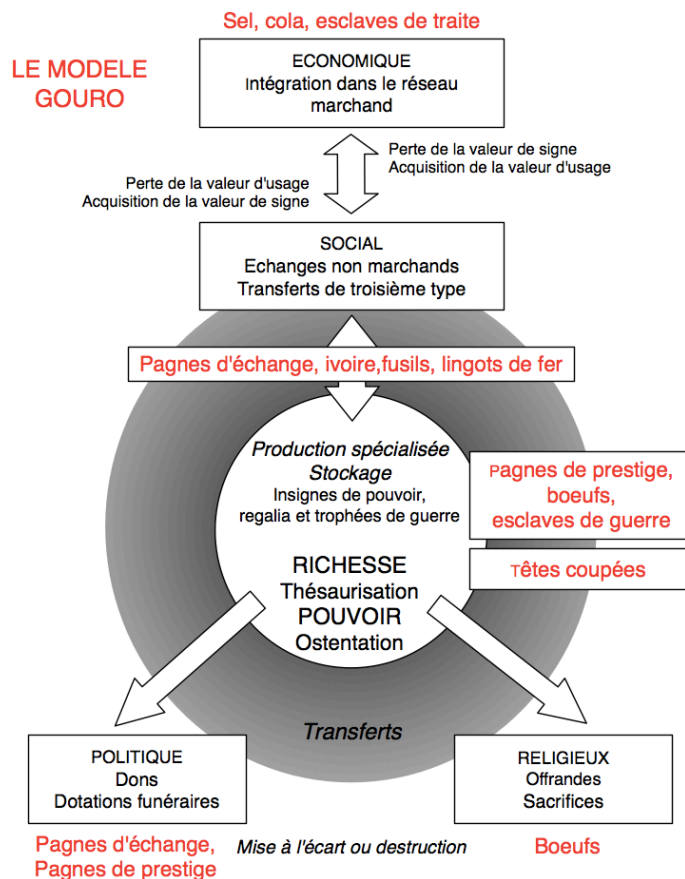 Sel, cola, esclaves de traite
LE MODELE
GOURO
ECONOMIQUE
Intégration dans le réseau
marchand
Perte de la valeur de signe
Acquisition de la valeur d'usage
Perte de la valeur d'usage
Acquisition de la valeur de signe
SOCIAL
Echanges non marchands
Transferts de troisième type
Pagnes d'échange, ivoire,fusils, lingots de fer
Production spécialisée
Stockage
Insignes de pouvoir,
regalia et trophées de guerre
Pagnes de prestige,
boeufs,
esclaves de guerre
Têtes coupées
RICHESSE
Thésaurisation
POUVOIR
Ostentation
Transferts
POLITIQUE
Dons
Dotations funéraires
RELIGIEUX
Offrandes
Sacrifices
Pagnes d'échange,
Pagnes de prestige
Mise à l'écart ou destruction
Boeufs